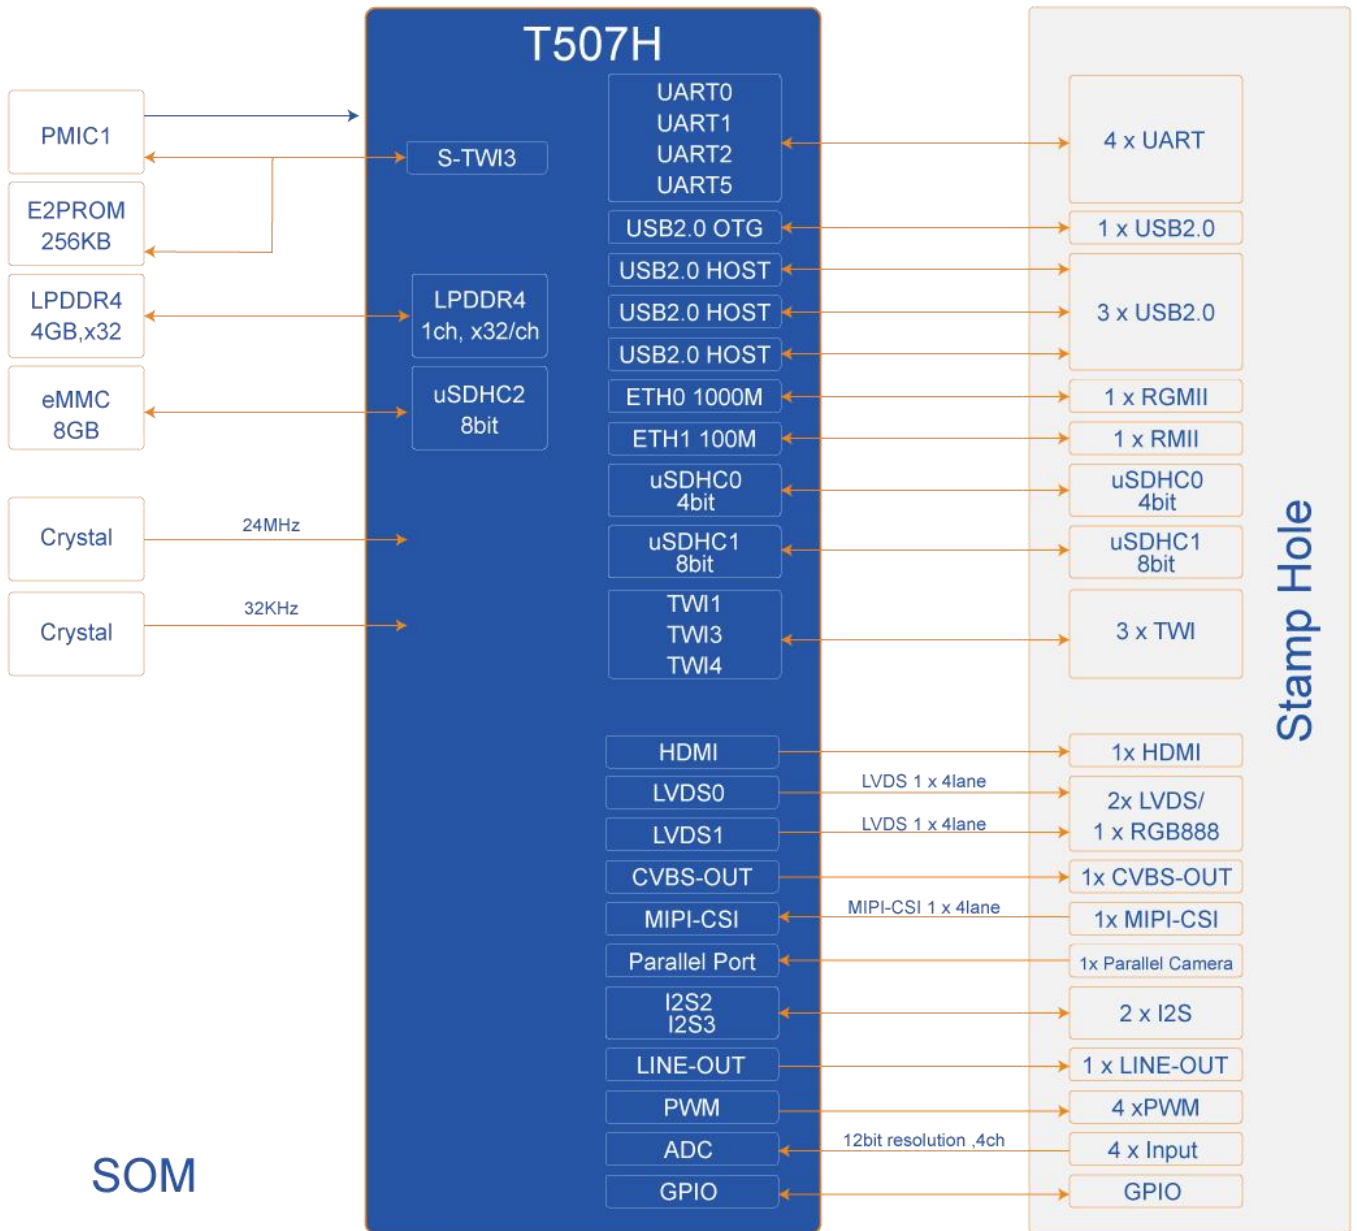 T507H
PMIC1
E2PROM
256KB
LPDDR4
4GB,x32
eMMC
8GB
Crystal
24MHz
Crystal
32KHz
S-TWI3
LPDDR4
1ch, x32/ch
uSDHC2
8bit
UART0
UART1
UART2
UART5
USB2.0 OTG
USB2.0 HOST
USB2.0 HOST
USB2.0 HOST
ETH0 1000M
ETH1 100M
uSDHC0
4bit
uSDHC1
8bit
TWI1
TWI3
TWI4
HDMI
LVDS0
LVDS1
CVBS-OUT
MIPI-CSI
Parallel Port
I2S2
I2S3
LINE-OUT
PWM
ADC
GPIO
LVDS 1 x 4lane
LVDS 1 x 4lane
MIPI-CSI 1 x 4lane
12bit resolution ,4ch
4 x UART
1 x USB2.0
3 x USB2.0
1 x RGMII
1 x RMII
uSDHC0
4bit
uSDHC1
8bit
3 x TWI
1x HDMI
2x LVDS/
1 x RGB888
1x CVBS-OUT
1x MIPI-CSI
1x Parallel Camera
2 x I2S
1 x LINE-OUT
4 xPWM
4 x Input
GPIO
Stamp Hole
SOM